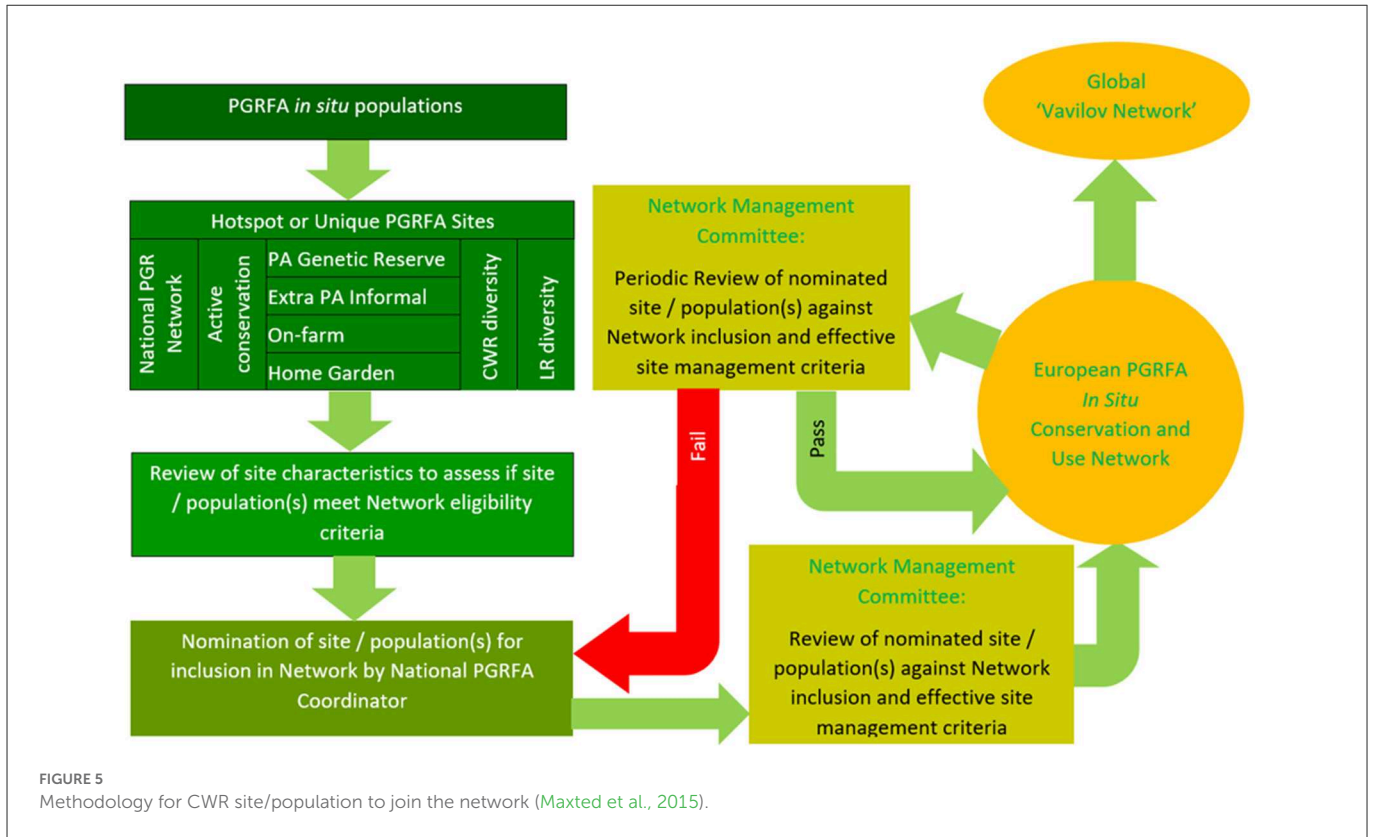 PGRFA in situ populations
Hotspot or Unique PGRFA Sites
National PGR
Network
Active
conservation
PA Genetic Reserve
Extra PA Informal
On-farm
Home Garden
CWR diversity
LR diversity
Review of site characteristics to assess if site
/ population(s) meet Network eligibility
criteria
Nomination of site / population(s) for
inclusion in Network by National PGRFA
Coordinator
Network Management
Committee:
Periodic Review of nominated
site / population(s) against
Network inclusion and effective
site management criteria
Fail
Pass
Network Management
Committee:
Review of nominated site /
population(s) against Network
inclusion and effective site
management criteria
Global
‘Vavilov Network’
European PGRFA
In Situ
Conservation and
Use Network
FIGURE 5
Methodology for CWR site/population to join the network (Maxted et al., 2015).